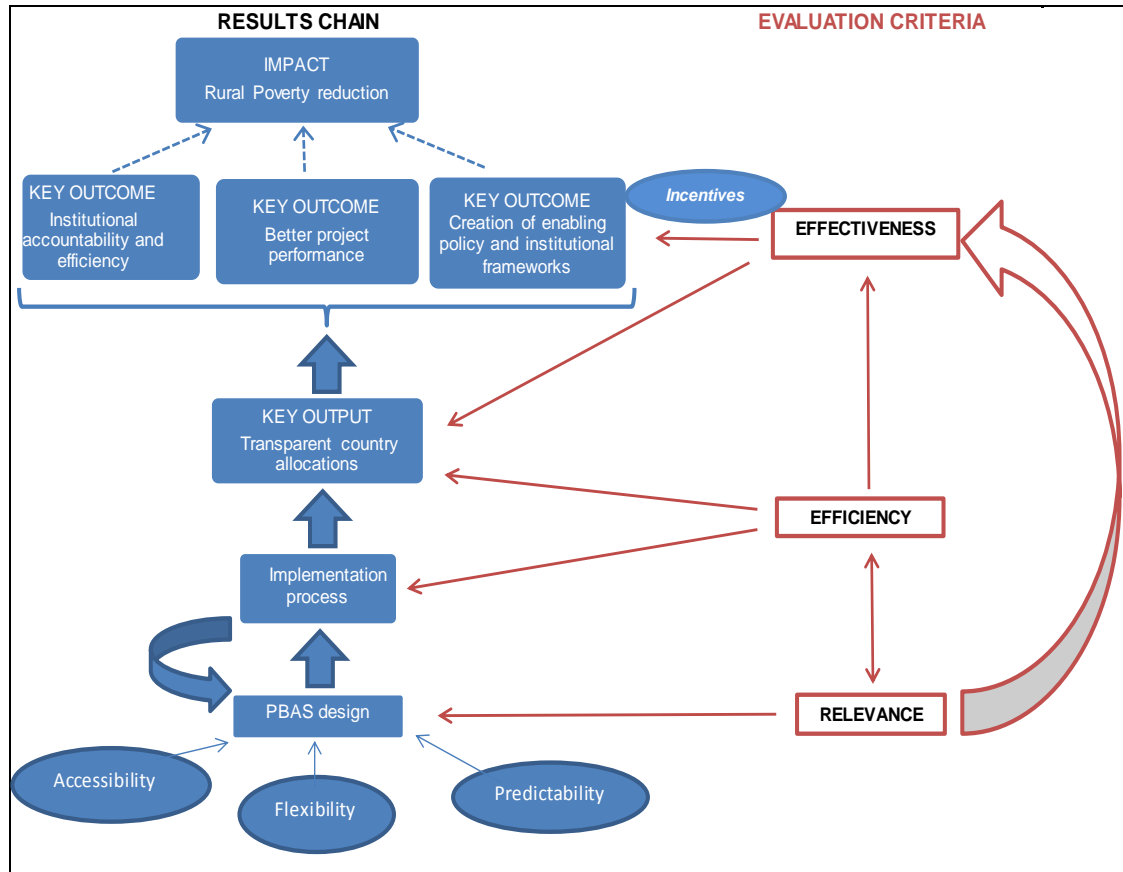 RESULTS CHAIN
EVALUATION CRITERIA
IMPACT
Rural Poverty reduction
KEY OUTCOME
Institutional
accountability and
efficiency
KEY OUTCOME
Better project
performance
KEY OUTCOME
Creation of enabling
policy and institutional
frameworks
Incentives
EFFECTIVENESS
KEY OUTPUT
Transparent country
allocations
EFFICIENCY
Implementation
process
PBAS design
RELEVANCE
Accessibility
Flexibility
Predictability